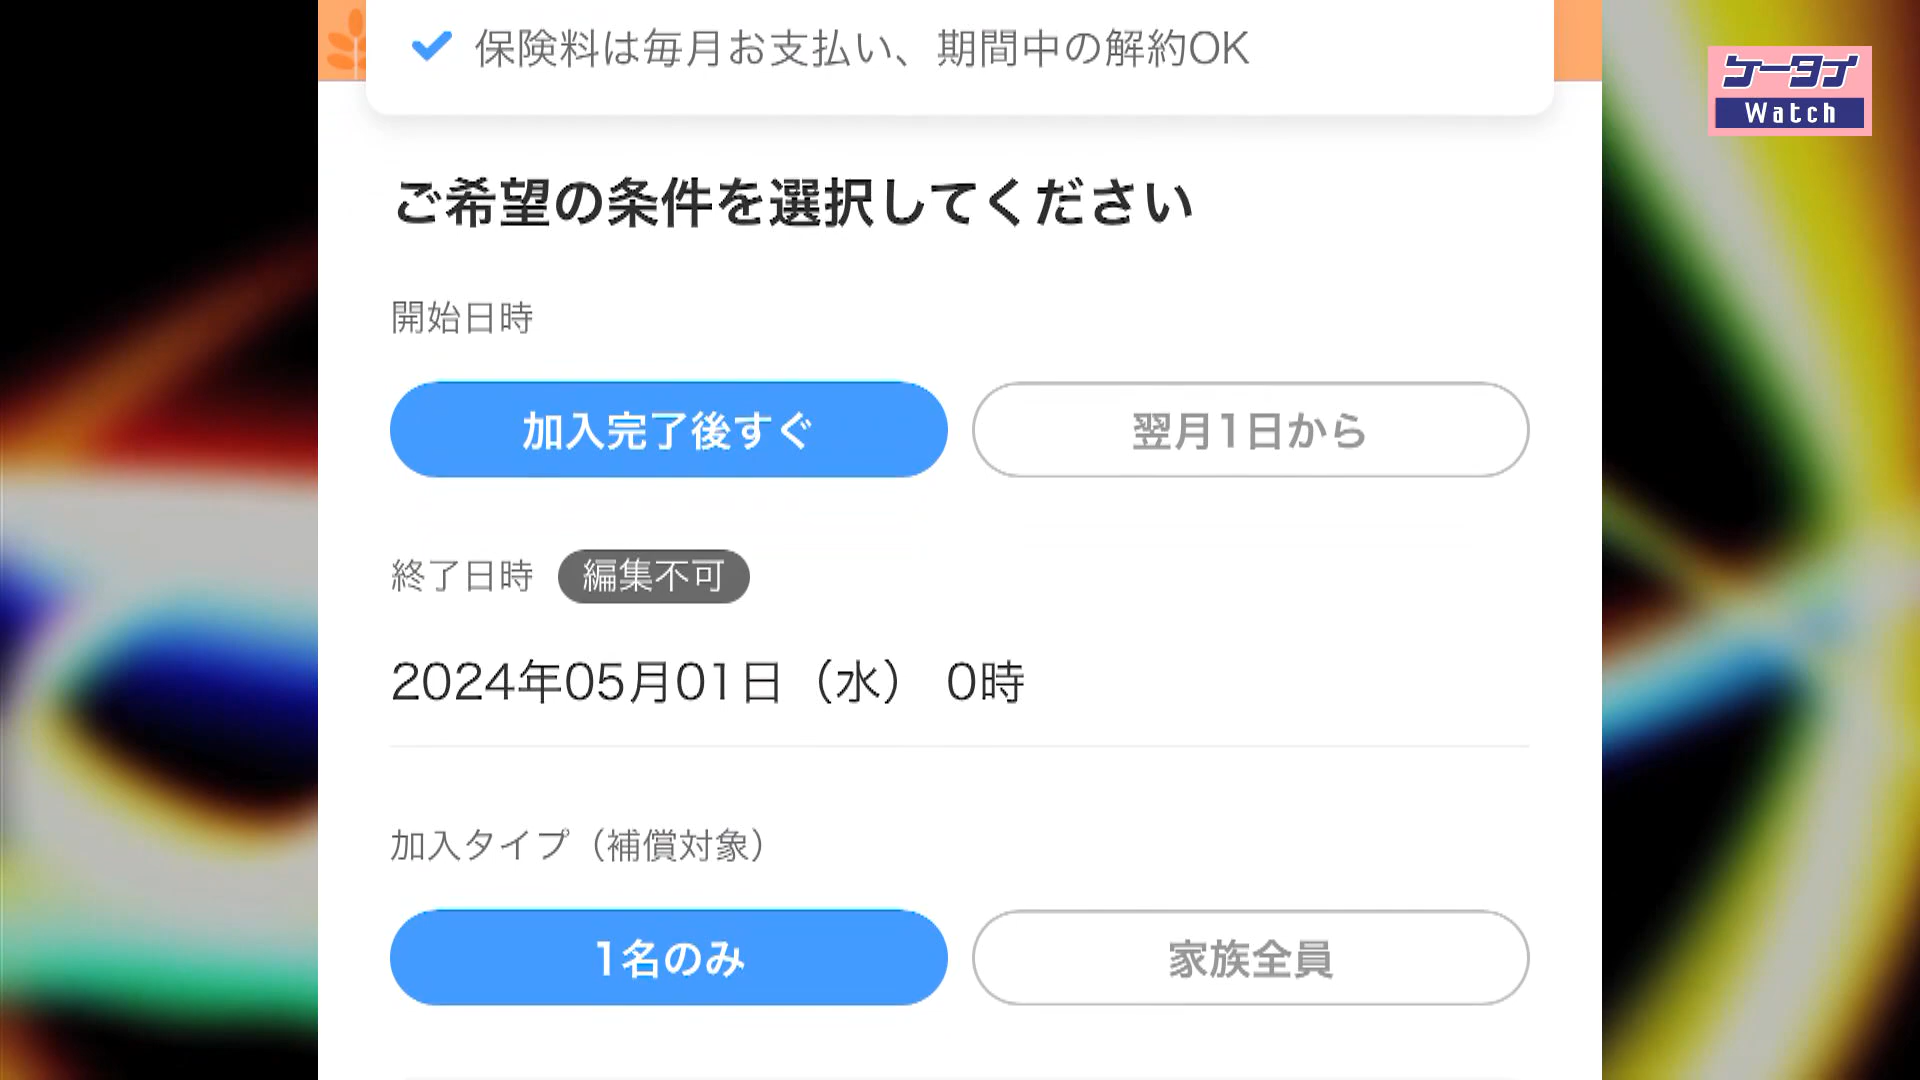 保険料は毎月お支払い、期間中の解約OK
ケータイ
Watch
ご希望の条件を選択してください
開始日時
加入完了後すぐ
翌月1日から
終了日時 編集不可
2024年05月01日（水） 0時
加入タイプ（補償対象）
1名のみ
家族全員